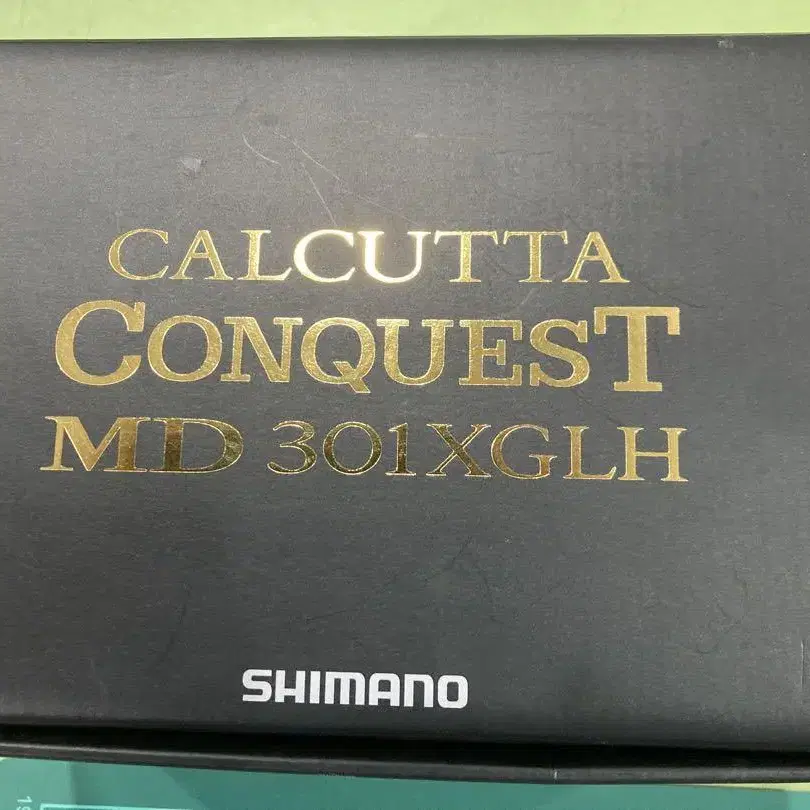 CALCUTTA
CONQUEST
MD 301XGLH
SHIMANO